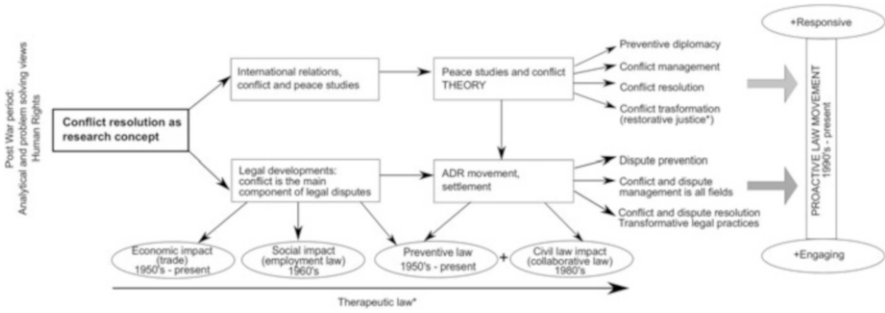 Post War period:
Analytical and problem solving views
Human Rights
Conflict resolution as
research concept
International relations,
conflict and peace studies
Peace studies and conflict
THEORY
Preventive diplomacy
Conflict management
Conflict resolution
Conflict trasformation
(restorative justice*)
Legal developments:
conflict is the main
component of legal disputes
ADR movement,
settlement
Dispute prevention
Conflict and dispute
management is all fields
Conflict and dispute resolution
Transformative legal practices
Economic impact
(trade)
1950's - present
Social impact
(employment law)
1960's
Preventive law
1950's - present
+
Civil law impact
(collaborative law)
1980's
Therapeutic law*
+Responsive
PROACTIVE LAW MOVEMENT
1990's - present
+Engaging